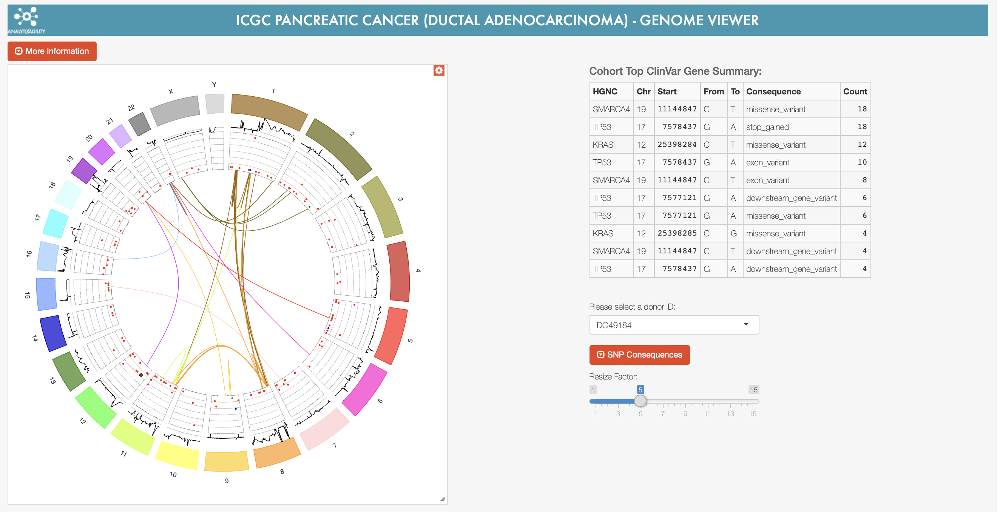 ANALYTIXAGILITY
ICGC PANCREATIC CANCER (DUCTAL ADENOCARCINOMA) - GENOME VIEWER
More Information
Y
1
2
3
4
5
6
7
8
9
10
11
12
13
14
15
16
17
18
19
20
21
22
X
Cohort Top ClinVar Gene Summary:
HGNC Chr Start From To Consequence Count
SMARCA4 19 11144847 C T missense_variant 18
TP53 17 7578437 G A stop_gained 18
KRAS 12 25398284 C T missense_variant 12
TP53 17 7578437 G A exon_variant 10
SMARCA4 19 11144847 C T exon_variant 8
TP53 17 7577121 G A downstream_gene_variant 6
TP53 17 7577121 G A missense_variant 6
KRAS 12 25398285 C G missense_variant 4
SMARCA4 19 11144847 C T downstream_gene_variant 4
TP53 17 7578437 G A downstream_gene_variant 4
Please select a donor ID:
DO49184
SNP Consequences
Resize Factor:
1 5 15
1 3 5 7 9 11 13 15